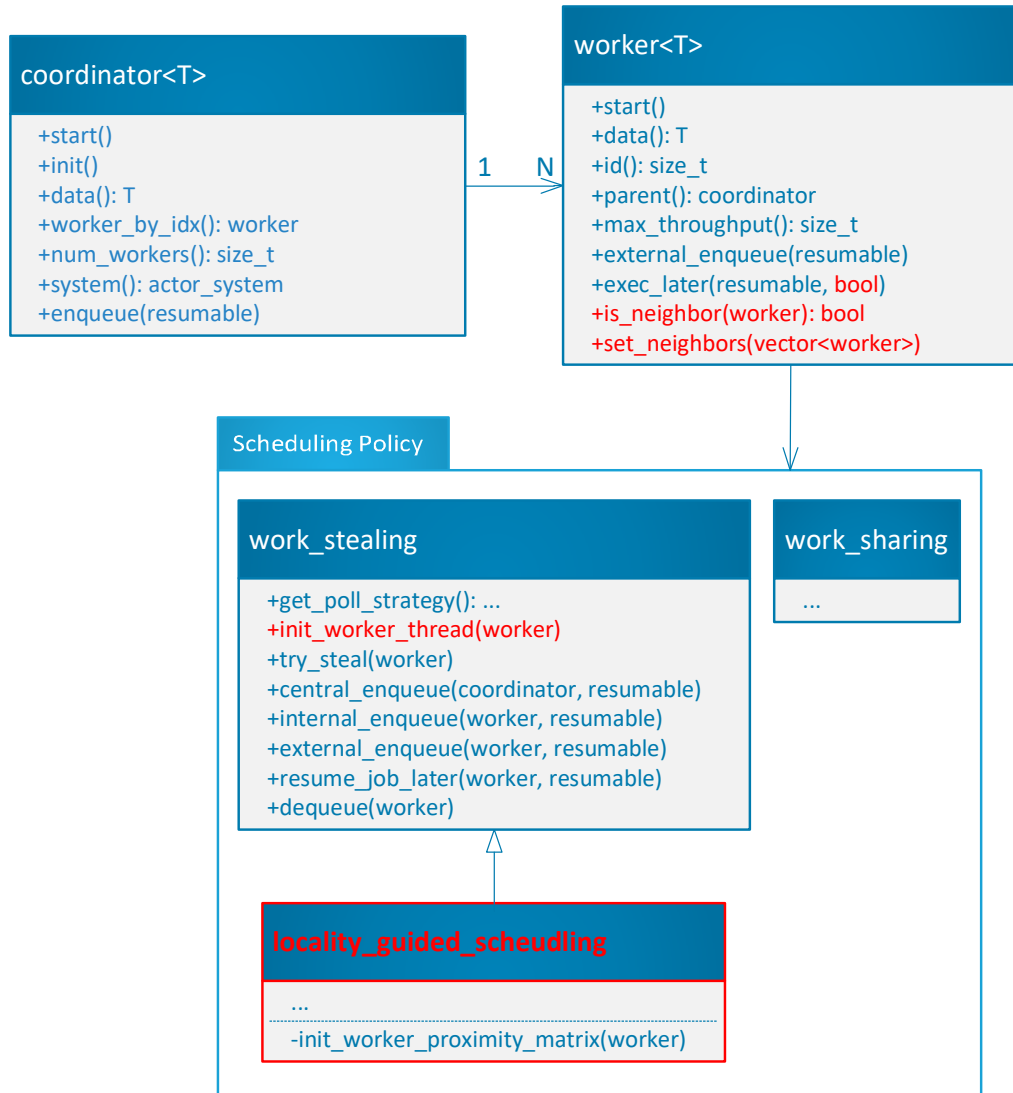 coordinator<T>
+start()
+init()
+data(): T
+worker_by_idx(): worker
+num_workers(): size_t
+system(): actor_system
+enqueue(resumable)
1
N
worker<T>
+start()
+data(): T
+id(): size_t
+parent(): coordinator
+max_throughput(): size_t
+external_enqueue(resumable)
+exec_later(resumable, bool)
+is_neighbor(worker): bool
+set_neighbors(vector<worker>)
Scheduling Policy
work_stealing
+get_poll_strategy(): ...
+init_worker_thread(worker)
+try_steal(worker)
+central_enqueue(coordinator, resumable)
+internal_enqueue(worker, resumable)
+external_enqueue(worker, resumable)
+resume_job_later(worker, resumable)
+dequeue(worker)
work_sharing
...
locality_guided_scheudling
...
-init_worker_proximity_matrix(worker)